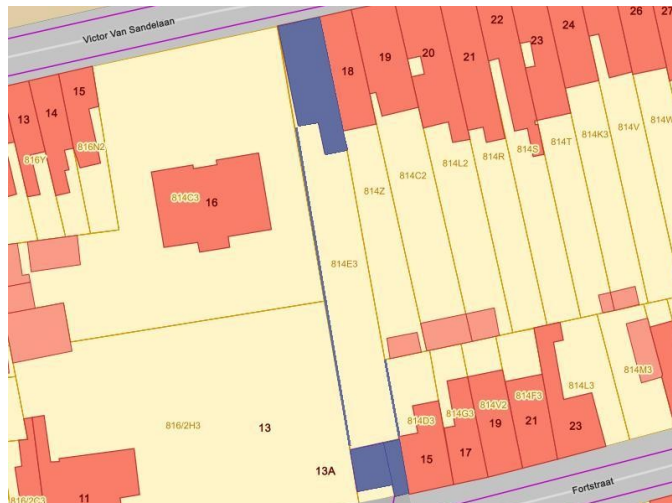 Victor Van Sandelaan
18
19
20
21
22
23
24
26
27
13
14
15
816Y
816N2
814C3
16
814Z
814C2
814L2
814R
814S
814T
814K3
814V
814W
814E3
816/2H3
13
13A
11
816/2C3
814D3
814G3
814V2
814F3
814L3
814M3
15
17
19
21
23
Fortstraat